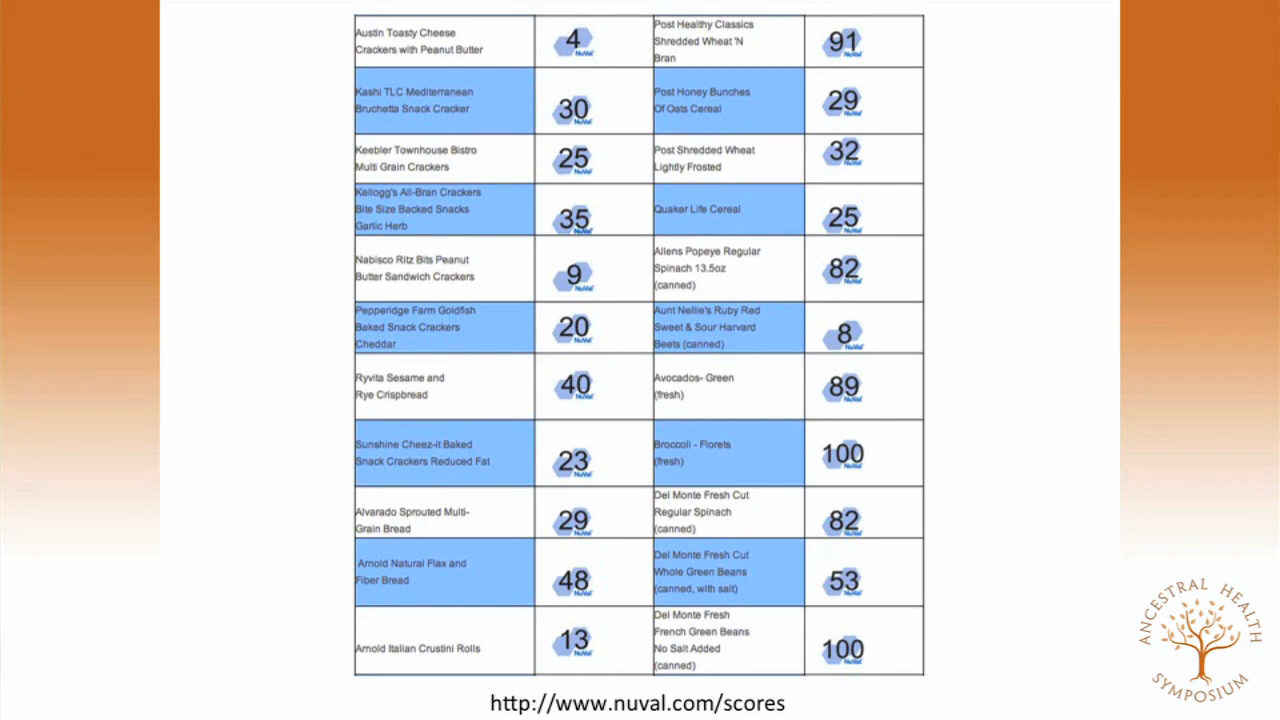 Austin Toasty Cheese
Crackers with Peanut Butter
4
NuVal
Post Healthy Classics
Shredded Wheat 'N
Bran
91
NuVal
Kashi TLC Mediterranean
Bruchetta Snack Cracker
30
NuVal
Post Honey Bunches
Of Oats Cereal
29
NuVal
Keebler Townhouse Bistro
Multi Grain Crackers
25
NuVal
Post Shredded Wheat
Lightly Frosted
32
NuVal
Kellogg's All-Bran Crackers
Bite Size Backed Snacks
Garlic Herb
35
NuVal
Quaker Life Cereal
25
NuVal
Nabisco Ritz Bits Peanut
Butter Sandwich Crackers
9
NuVal
Allens Popeye Regular
Spinach 13.5oz
(canned)
82
NuVal
Pepperidge Farm Goldfish
Baked Snack Crackers
Cheddar
20
NuVal
Aunt Nellie's Ruby Red
Sweet & Sour Harvard
Beets (canned)
8
NuVal
Ryvita Sesame and
Rye Crispbread
40
NuVal
Avocados- Green
(fresh)
89
NuVal
Sunshine Cheez-it Baked
Snack Crackers Reduced Fat
23
NuVal
Broccoli - Florets
(fresh)
100
NuVal
Alvarado Sprouted Multi-
Grain Bread
29
NuVal
Del Monte Fresh Cut
Regular Spinach
(canned)
82
NuVal
Arnold Natural Flax and
Fiber Bread
48
NuVal
Del Monte Fresh Cut
Whole Green Beans
(canned, with salt)
53
NuVal
Arnold Italian Crustini Rolls
13
NuVal
Del Monte Fresh
French Green Beans
No Salt Added
(canned)
100
NuVal
http://www.nuval.com/scores
ANCESTRAL HEALTH
SYMPOSIUM